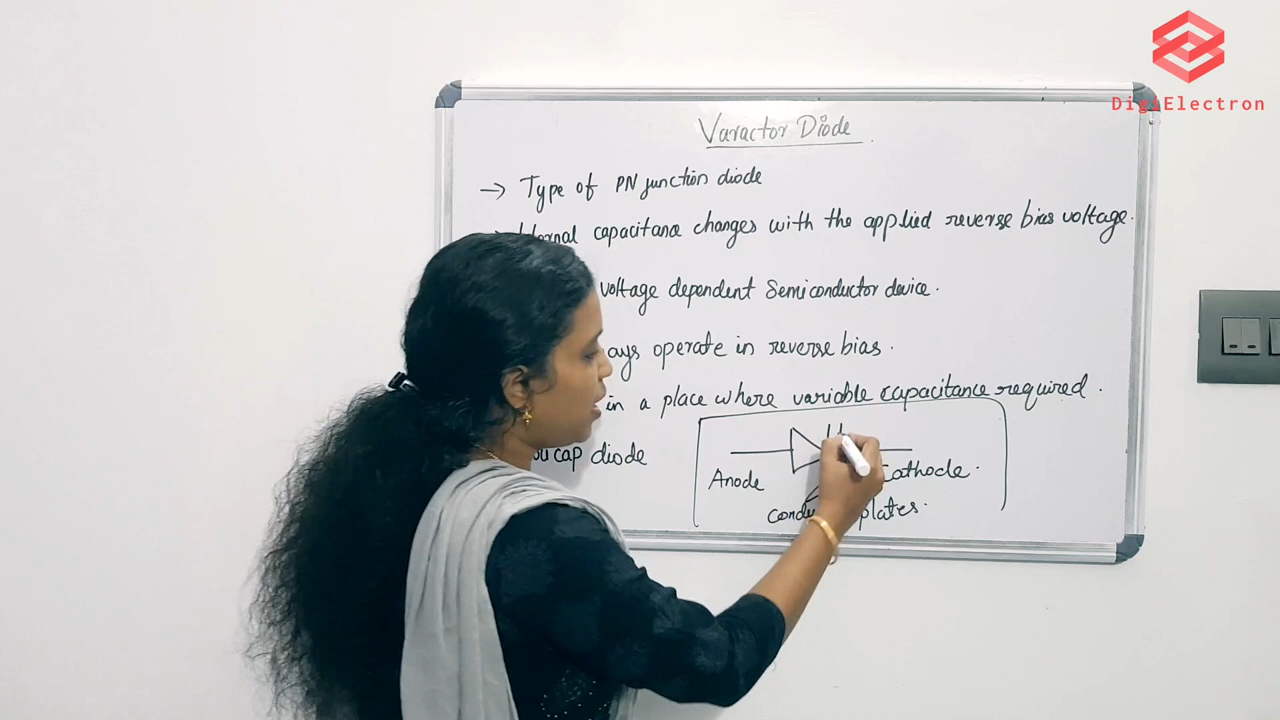 DigiElectron
Varactor Diode
→ Type of PN junction diode
capacitance changes with the applied reverse bias voltage.
voltage dependent Semiconductor device.
operate in reverse bias.
in a place where variable capacitance required.
cap diode
Anode
Cathode.
plates.